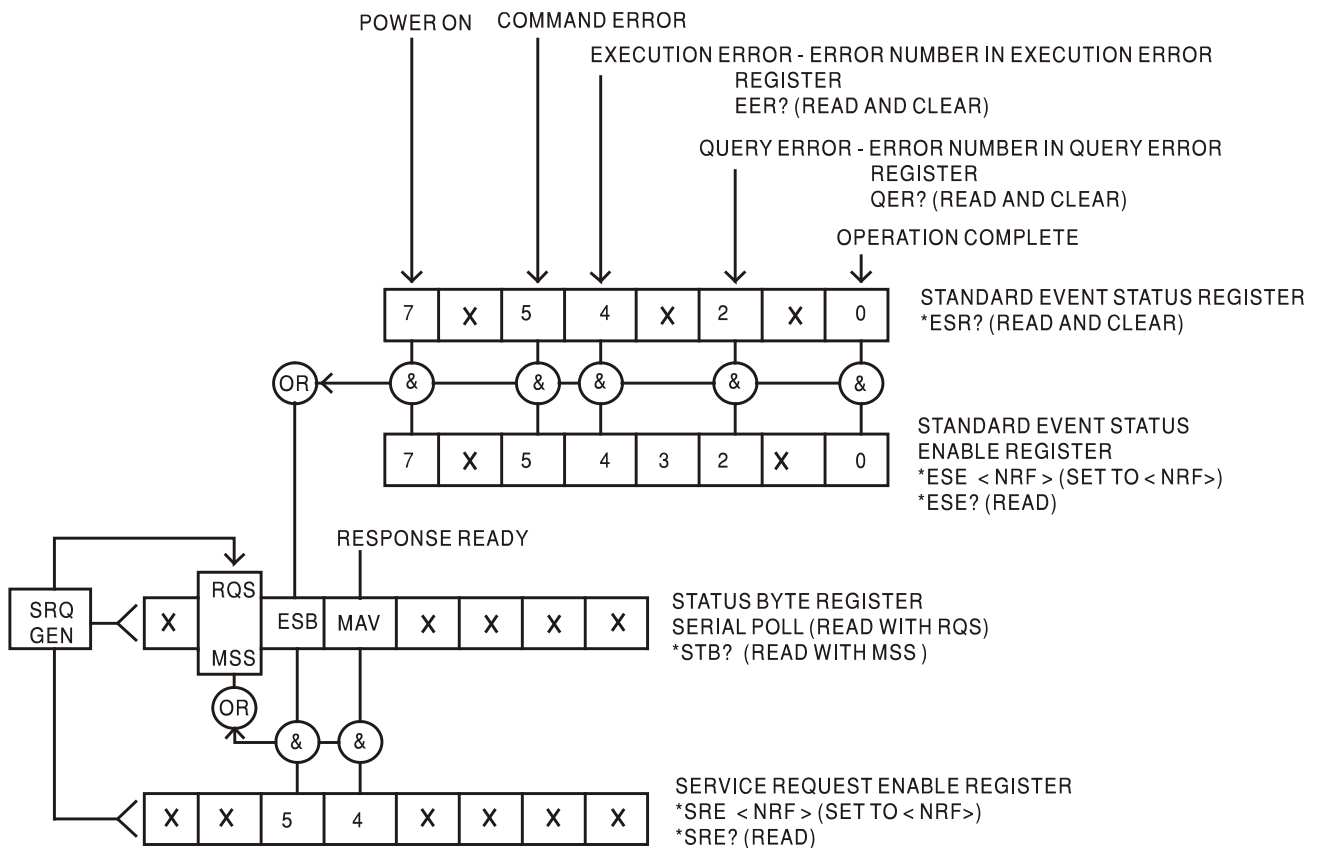 POWER ON
COMMAND ERROR
EXECUTION ERROR - ERROR NUMBER IN EXECUTION ERROR
REGISTER
EER? (READ AND CLEAR)
QUERY ERROR - ERROR NUMBER IN QUERY ERROR
REGISTER
QER? (READ AND CLEAR)
OPERATION COMPLETE
7 X 5 4 X 2 X 0
STANDARD EVENT STATUS REGISTER
*ESR? (READ AND CLEAR)
OR & & & & &
7 X 5 4 3 2 X 0
STANDARD EVENT STATUS
ENABLE REGISTER
*ESE < NRF > (SET TO < NRF>)
*ESE? (READ)
RESPONSE READY
SRQ
GEN
X RQS ESB MAV X X X X
MSS
STATUS BYTE REGISTER
SERIAL POLL (READ WITH RQS)
*STB? (READ WITH MSS )
OR
& &
X X 5 4 X X X X
SERVICE REQUEST ENABLE REGISTER
*SRE < NRF > (SET TO < NRF>)
*SRE? (READ)